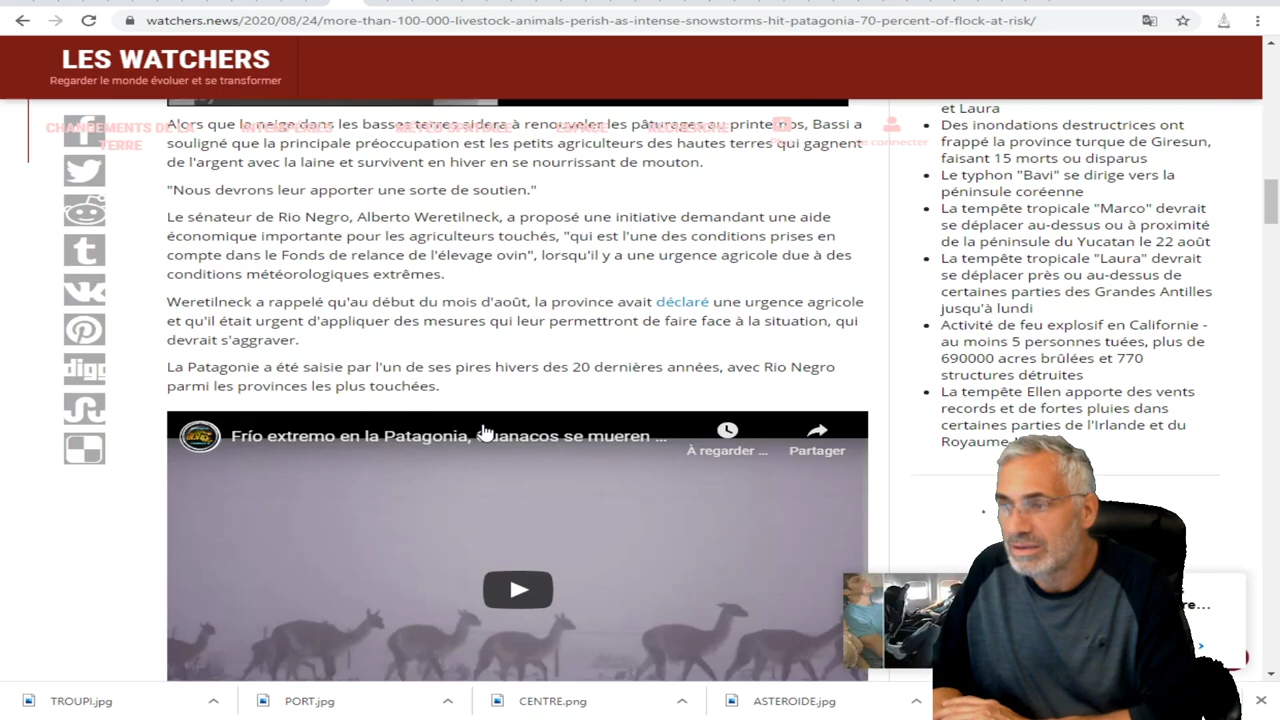 watchers.news/2020/08/24/more-than-100-000-livestock-animals-perish-as-intense-snowstorms-hit-patagonia-70-percent-of-flock-at-risk/
LES WATCHERS
Regarder le monde évoluer et se transformer
CHANGEMENTS DE LA
TERRE
ESPACE
RECHERCHE
connecter
Alors que la neige dans les basses terres aidera à renouveler les pâturages au printemps, Bassi a
souligné que la principale préoccupation est les petits agriculteurs des hautes terres qui gagnent
de l'argent avec la laine et survivent en hiver en se nourrissant de mouton.
"Nous devrons leur apporter une sorte de soutien."
Le sénateur de Rio Negro, Alberto Weretilneck, a proposé une initiative demandant une aide
économique importante pour les agriculteurs touchés, "qui est l'une des conditions prises en
compte dans le Fonds de relance de l'élevage ovin", lorsqu'il y a une urgence agricole due à des
conditions météorologiques extrêmes.
Weretilneck a rappelé qu'au début du mois d'août, la province avait déclaré une urgence agricole
et qu'il était urgent d'appliquer des mesures qui leur permettront de faire face à la situation, qui
devrait s'aggraver.
La Patagonie a été saisie par l'un de ses pires hivers des 20 dernières années, avec Rio Negro
parmi les provinces les plus touchées.
Frío extremo en la Patagonia, guanacos se mueren ...
À regarder ...
Partager
et Laura
Des inondations destructrices ont
frappé la province turque de Giresun,
faisant 15 morts ou disparus
Le typhon "Bavi" se dirige vers la
péninsule coréenne
La tempête tropicale "Marco" devrait
se déplacer au-dessus ou à proximité
de la péninsule du Yucatan le 22 août
La tempête tropicale "Laura" devrait
se déplacer près ou au-dessus de
certaines parties des Grandes Antilles
jusqu'à lundi
Activité de feu explosif en Californie -
au moins 5 personnes tuées, plus de
690000 acres brûlées et 770
structures détruites
La tempête Ellen apporte des vents
records et de fortes pluies dans
certaines parties de l'Irlande et du
digg
TROUPI.jpg
PORT.jpg
CENTRE.png
ASTEROIDE.jpg